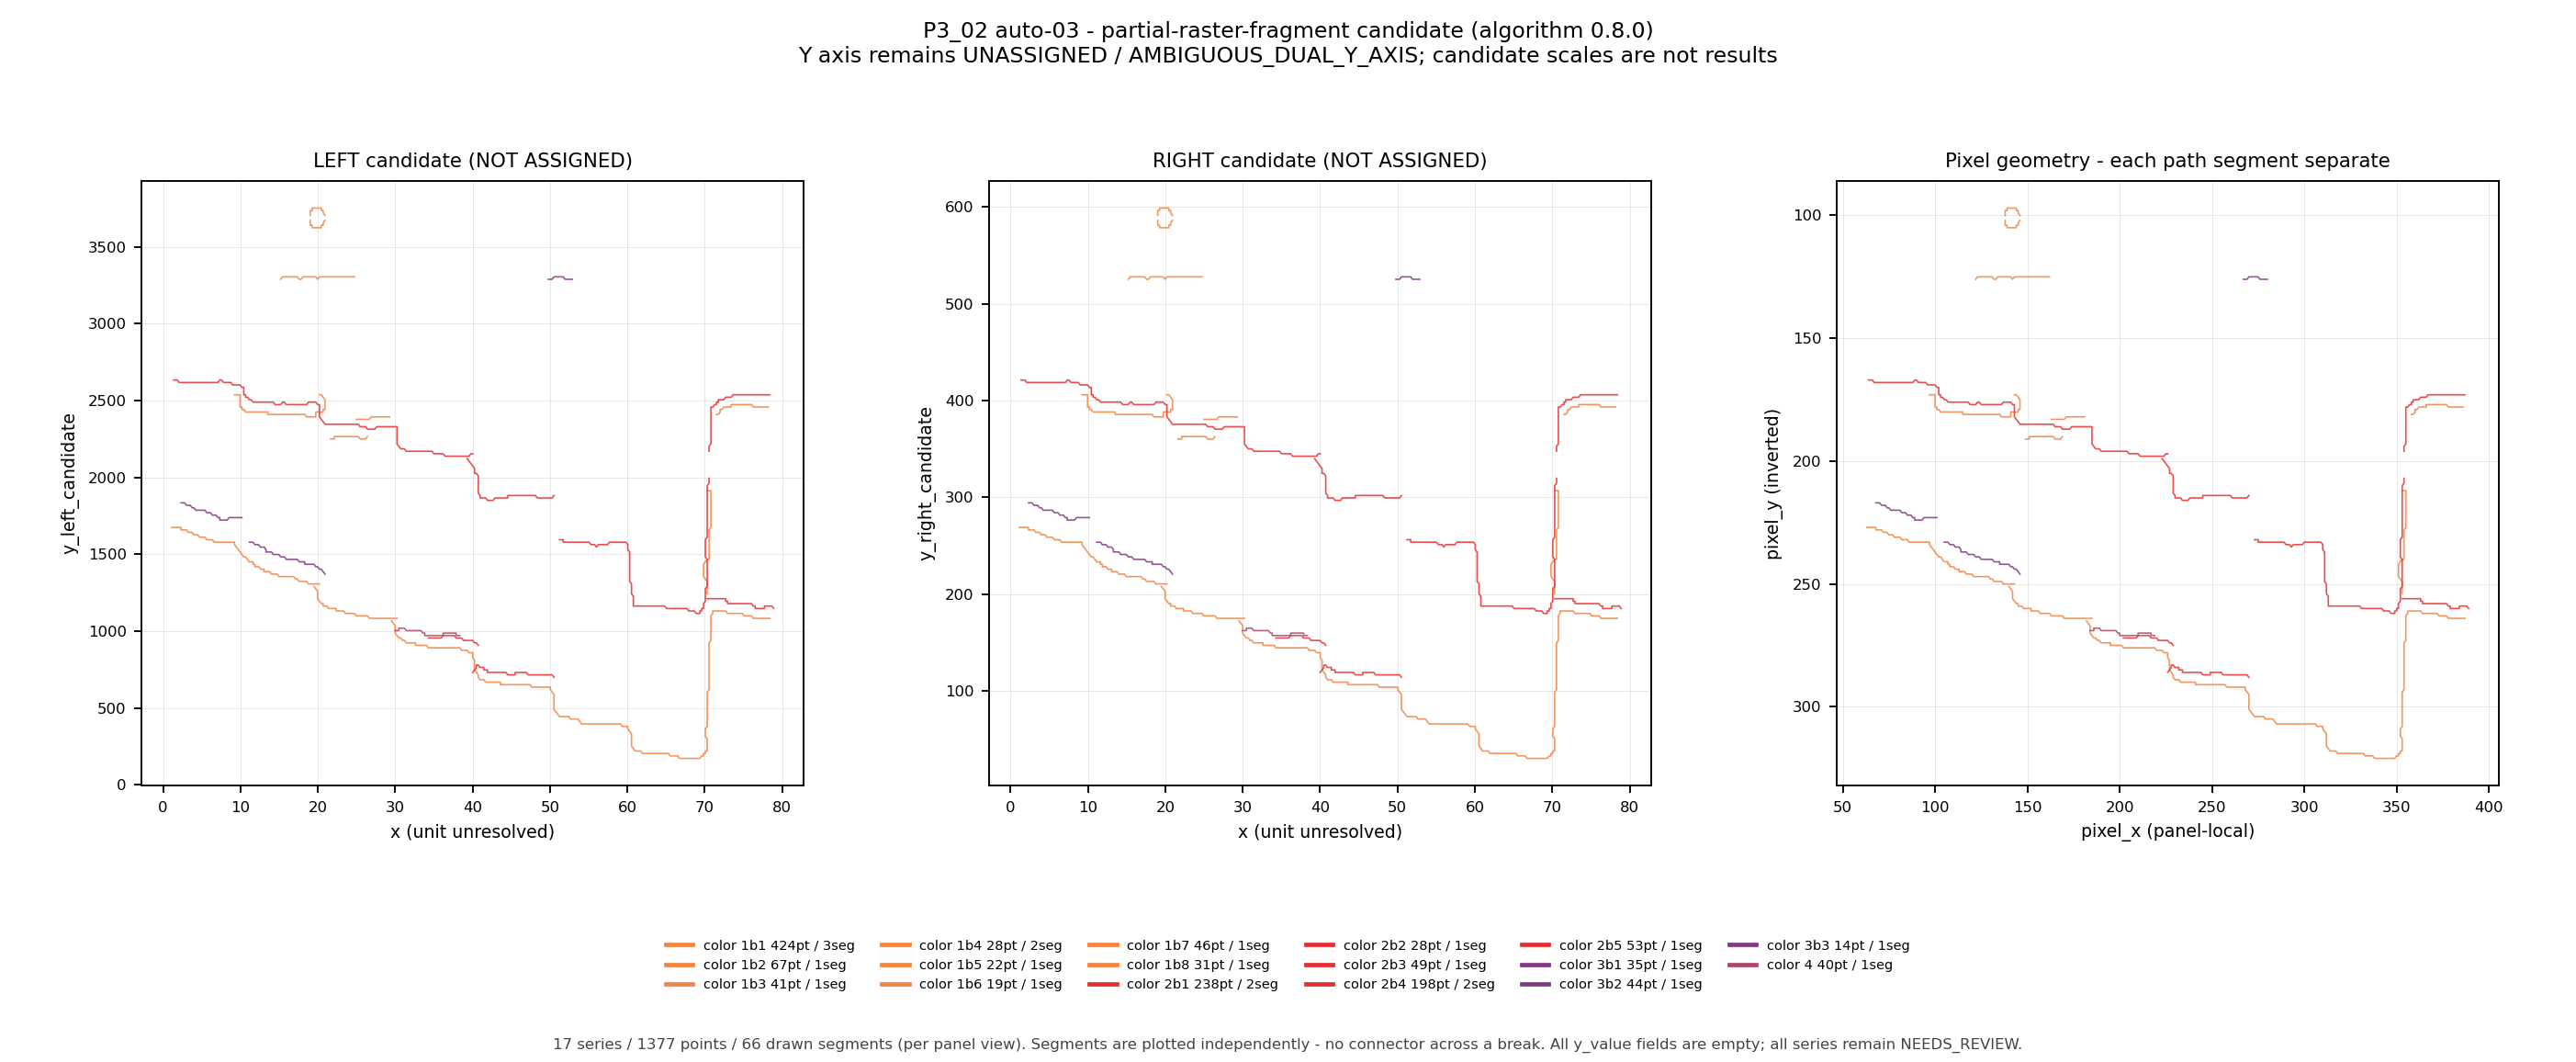 P3_02 auto-03 - partial-raster-fragment candidate (algorithm 0.8.0)
Y axis remains UNASSIGNED / AMBIGUOUS_DUAL_Y_AXIS; candidate scales are not results
LEFT candidate (NOT ASSIGNED)
3500
3000
2500
2000
1500
1000
500
0
y_left_candidate
0 10 20 30 40 50 60 70 80
x (unit unresolved)
RIGHT candidate (NOT ASSIGNED)
600
500
400
300
200
100
y_right_candidate
0 10 20 30 40 50 60 70 80
x (unit unresolved)
Pixel geometry - each path segment separate
100
150
200
250
300
pixel_y (inverted)
50 100 150 200 250 300 350 400
pixel_x (panel-local)
color 1b1 424pt / 3seg
color 1b2 67pt / 1seg
color 1b3 41pt / 1seg
color 1b4 28pt / 2seg
color 1b5 22pt / 1seg
color 1b6 19pt / 1seg
color 1b7 46pt / 1seg
color 1b8 31pt / 1seg
color 2b1 238pt / 2seg
color 2b2 28pt / 1seg
color 2b3 49pt / 1seg
color 2b4 198pt / 2seg
color 2b5 53pt / 1seg
color 3b1 35pt / 1seg
color 3b2 44pt / 1seg
color 3b3 14pt / 1seg
color 4 40pt / 1seg
17 series / 1377 points / 66 drawn segments (per panel view). Segments are plotted independently - no connector across a break. All y_value fields are empty; all series remain NEEDS_REVIEW.